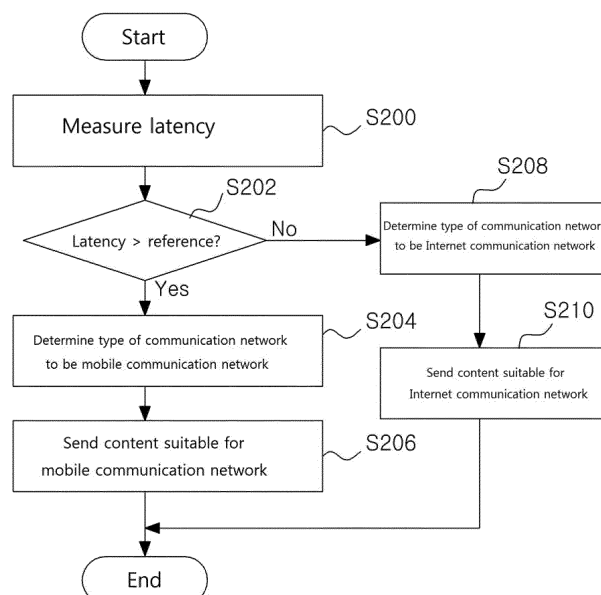 Start
Measure latency
S200
S202
Latency > reference?
No
Yes
S208
Determine type of communication network
to be Internet communication network
S204
Determine type of communication network
to be mobile communication network
S210
Send content suitable for
Internet communication network
S206
Send content suitable for
mobile communication network
End